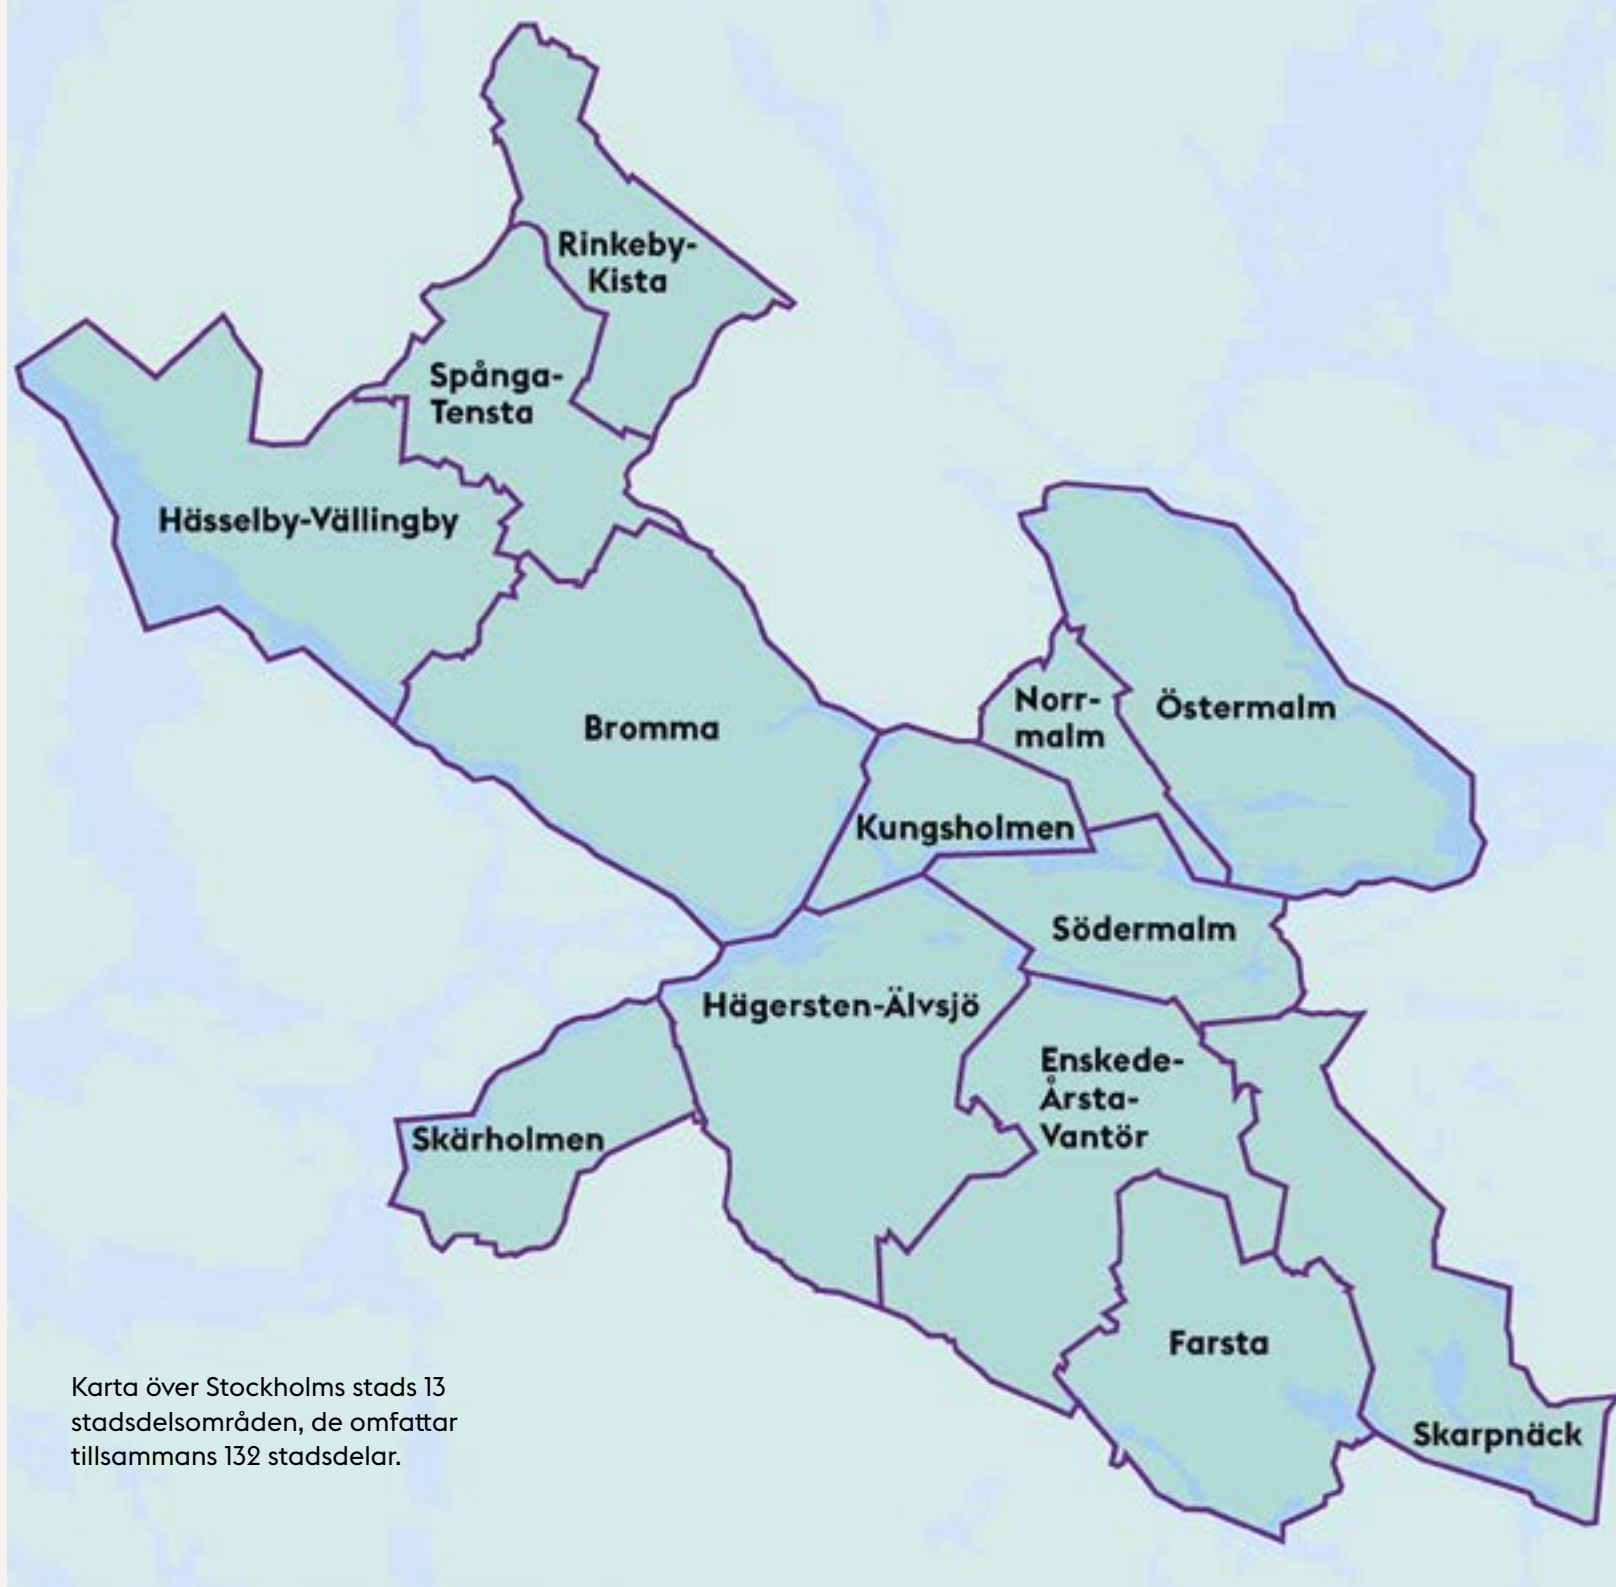 Rinkeby-
Kista
Spånga-
Tensta
Hässelby-Vällingby
Bromma
Norr-
malm
Östermalm
Kungsholmen
Södermalm
Hägersten-Älvsjö
Enskede-
Årsta-
Vantör
Skärholmen
Farsta
Skarpnäck
Karta över Stockholms stads 13
stadsdelsområden, de omfattar
tillsammans 132 stadsdelar.